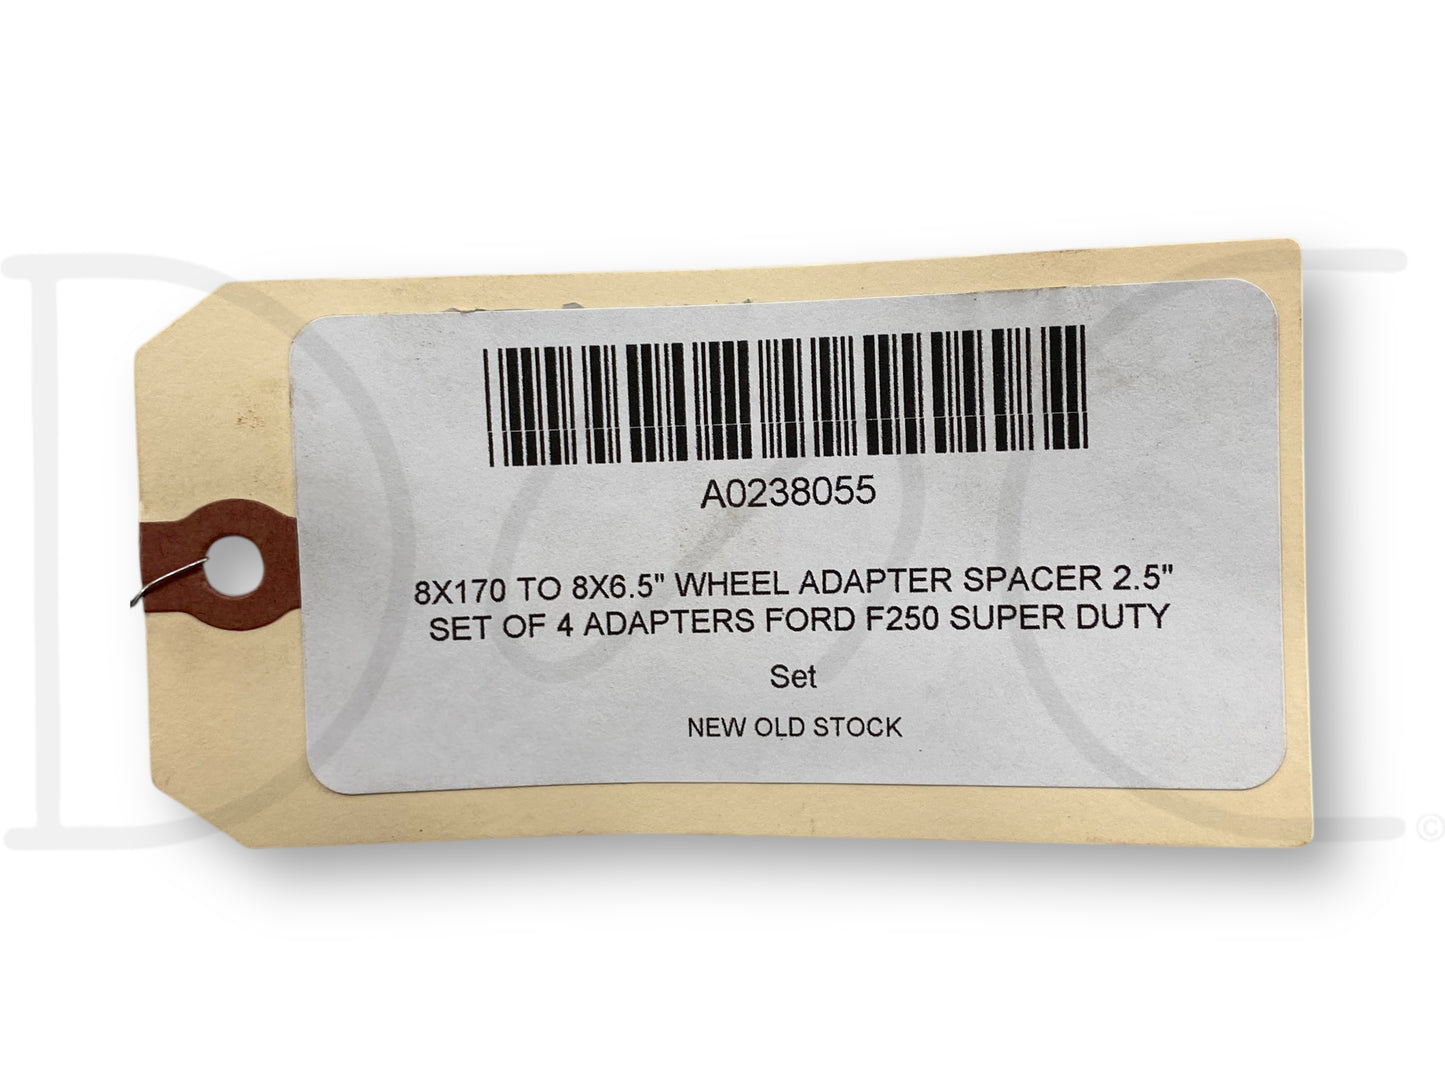 A0238055
8X170 TO 8X6.5" WHEEL ADAPTER SPACER 2.5"
SET OF 4 ADAPTERS FORD F250 SUPER DUTY
Set
NEW OLD STOCK